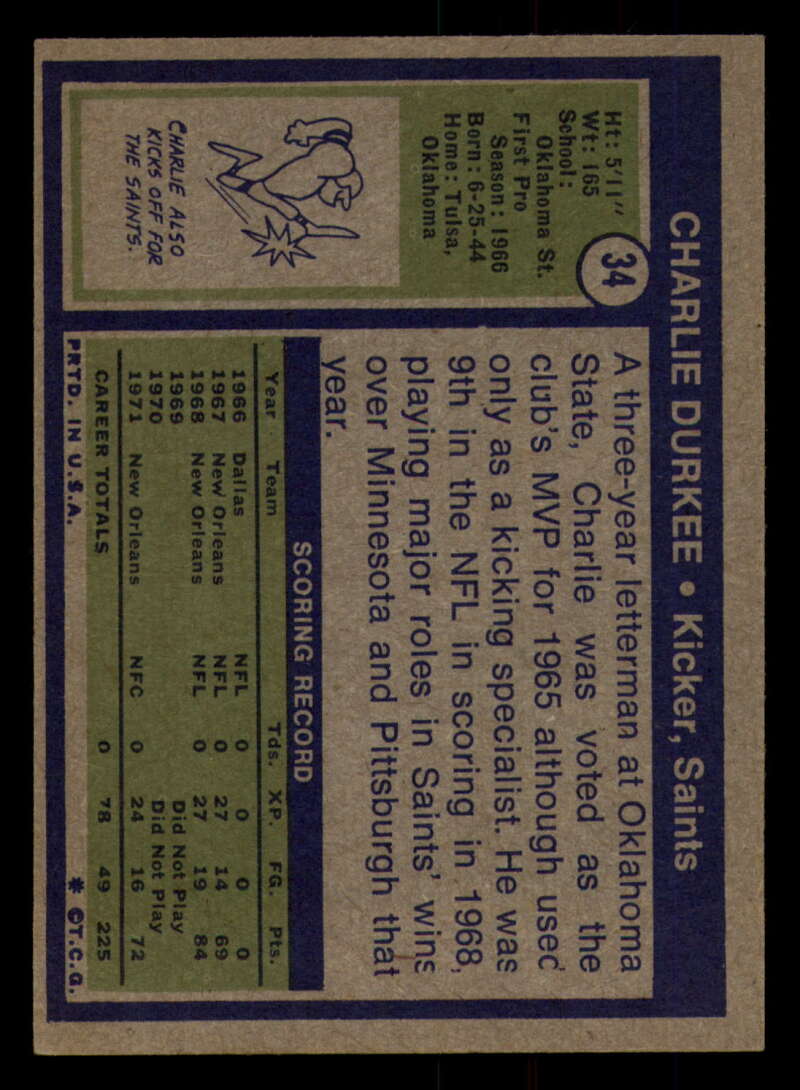 CHARLIE DURKEE • Kicker, Saints
34
Ht: 5'11"
Wt: 165
School:
Oklahoma St.
First Pro
Season: 1966
Born: 6-25-44
Home: Tulsa,
Oklahoma
CHARLIE ALSO
KICKS OFF FOR
THE SAINTS.
A three-year letterman at Oklahoma
State, Charlie was voted as the
club's MVP for 1965 although used
only as a kicking specialist. He was
9th in the NFL in scoring in 1968,
playing major roles in Saints' wins
over Minnesota and Pittsburgh that
year.
SCORING RECORD
Year Team Tds. XP. FG. Pts.
1966 Dallas NFL 0 0 0 0
1967 New Orleans NFL 0 27 14 69
1968 New Orleans NFL 0 27 19 84
1969 Did Not Play
1970 Did Not Play
1971 New Orleans NFC 0 24 16 72
CAREER TOTALS 0 78 49 225
PRTD. IN U.S.A. * ©T.C.G.